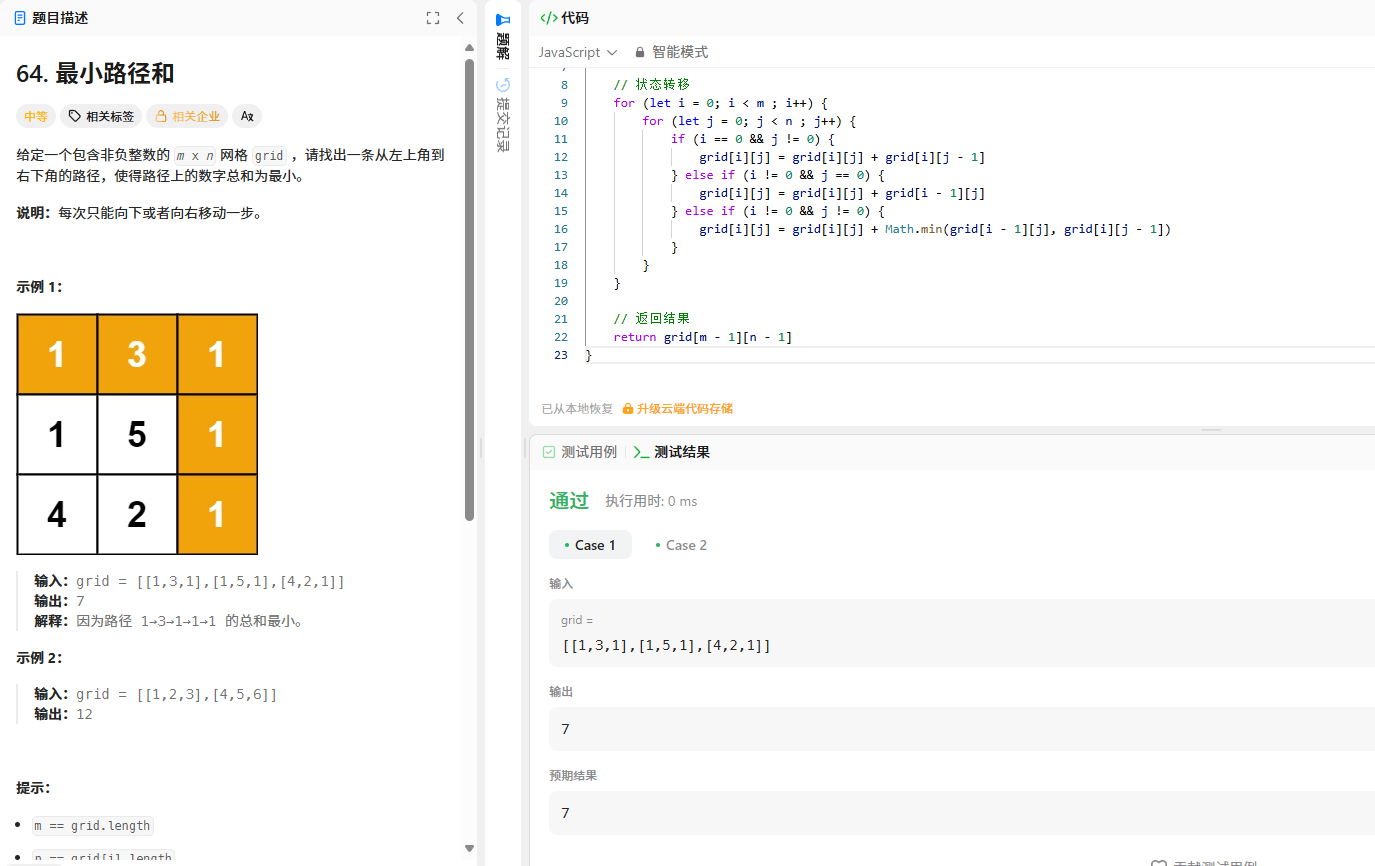 题目描述
64. 最小路径和
中等 相关标签 相关企业 Aあ
给定一个包含非负整数的 m x n 网格 grid ，请找出一条从左上角到
右下角的路径，使得路径上的数字总和为最小。
说明：每次只能向下或者向右移动一步。
示例 1：
1 3 1
1 5 1
4 2 1
输入：grid = [[1,3,1],[1,5,1],[4,2,1]]
输出：7
解释：因为路径 1→3→1→1→1 的总和最小。
示例 2：
输入：grid = [[1,2,3],[4,5,6]]
输出：12
提示：
m == grid.length
n == grid[i].length
题解
提交记录
</> 代码
JavaScript 智能模式
8 // 状态转移
9 for (let i = 0; i < m ; i++) {
10 for (let j = 0; j < n ; j++) {
11 if (i == 0 && j != 0) {
12 grid[i][j] = grid[i][j] + grid[i][j - 1]
13 } else if (i != 0 && j == 0) {
14 grid[i][j] = grid[i][j] + grid[i - 1][j]
15 } else if (i != 0 && j != 0) {
16 grid[i][j] = grid[i][j] + Math.min(grid[i - 1][j], grid[i][j - 1])
17 }
18 }
19 }
20
21 // 返回结果
22 return grid[m - 1][n - 1]
23 }
已从本地恢复 升级云端代码存储
测试用例 测试结果
通过 执行用时: 0 ms
Case 1 Case 2
输入
grid =
[[1,3,1],[1,5,1],[4,2,1]]
输出
7
预期结果
7
贡献测试用例